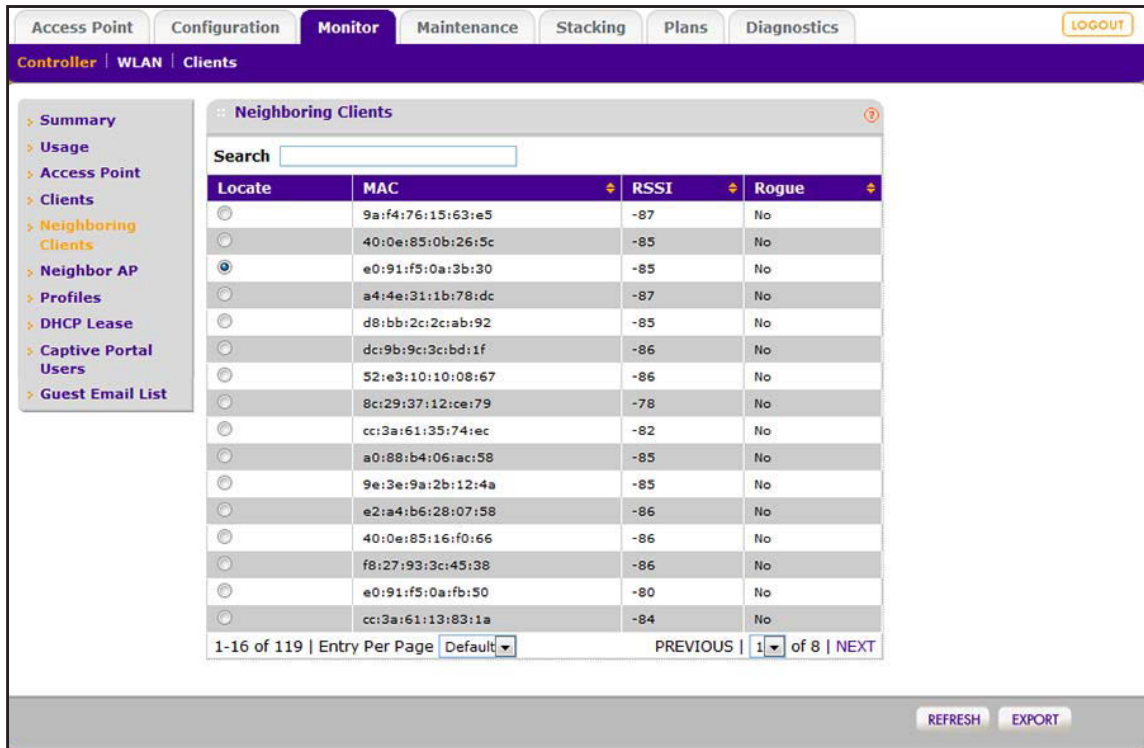 Access Point Configuration Monitor Maintenance Stacking Plans Diagnostics LOGOUT
Controller | WLAN | Clients
Summary
Usage
Access Point
Clients
Neighboring
Clients
Neighbor AP
Profiles
DHCP Lease
Captive Portal
Users
Guest Email List
Neighboring Clients ?
Search
Locate MAC RSSI Rogue
9a:f4:76:15:63:e5 -87 No
40:0e:85:0b:26:5c -85 No
e0:91:f5:0a:3b:30 -85 No
a4:4e:31:1b:78:dc -87 No
d8:bb:2c:2c:ab:92 -85 No
dc:9b:9c:3c:bd:1f -86 No
52:e3:10:10:08:67 -86 No
8c:29:37:12:ce:79 -78 No
cc:3a:61:35:74:ec -82 No
a0:88:b4:06:ac:58 -85 No
9e:3e:9a:2b:12:4a -85 No
e2:a4:b6:28:07:58 -86 No
40:0e:85:16:f0:66 -86 No
f8:27:93:3c:45:38 -86 No
e0:91:f5:0a:fb:50 -80 No
cc:3a:61:13:83:1a -84 No
1-16 of 119 | Entry Per Page Default PREVIOUS | 1 of 8 | NEXT
REFRESH EXPORT